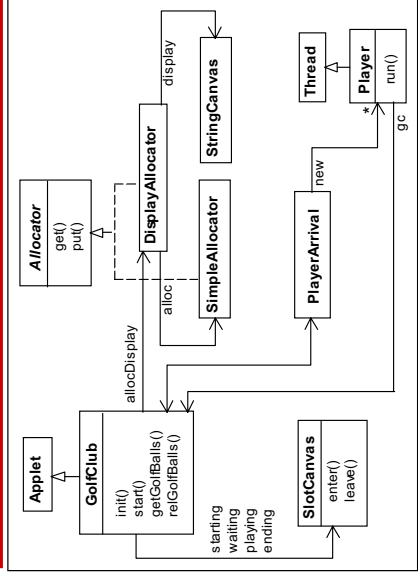 Applet
GolfClub
init()
start()
getGolfBalls()
relGolfBalls()
allocDisplay
Allocator
get()
put()
DisplayAllocator
display
StringCanvas
alloc
SimpleAllocator
starting
waiting
playing
ending
SlotCanvas
enter()
leave()
PlayerArrival
new
Thread
*
Player
run()
gc